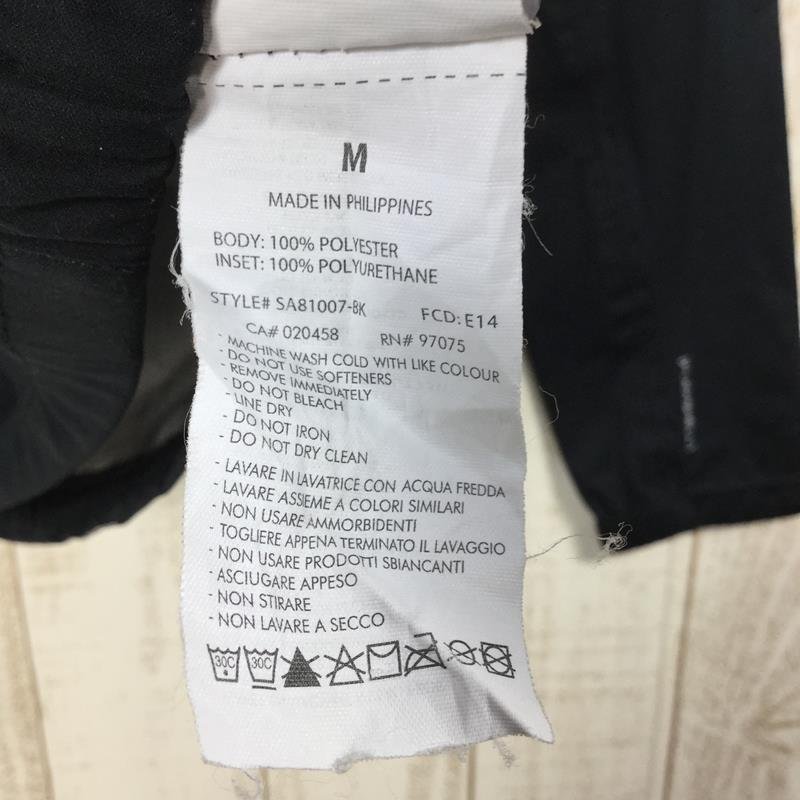 M
MADE IN PHILIPPINES
BODY: 100% POLYESTER
INSET: 100% POLYURETHANE
STYLE# SA81007-BK FCD: E14
CA# 020458 RN# 97075
- MACHINE WASH COLD WITH LIKE COLOUR
- DO NOT USE SOFTENERS
- REMOVE IMMEDIATELY
- DO NOT BLEACH
- LINE DRY
- DO NOT IRON
- DO NOT DRY CLEAN
- LAVARE IN LAVATRICE CON ACQUA FREDDA
- LAVARE ASSIEME A COLORI SIMILARI
- NON USARE AMMORBIDENTI
- TOGLIERE APPENA TERMINATO IL LAVAGGIO
- NON USARE PRODOTTI SBIANCANTI
- ASCIUGARE APPESO
- NON STIRARE
- NON LAVARE A SECCO
30C 30C